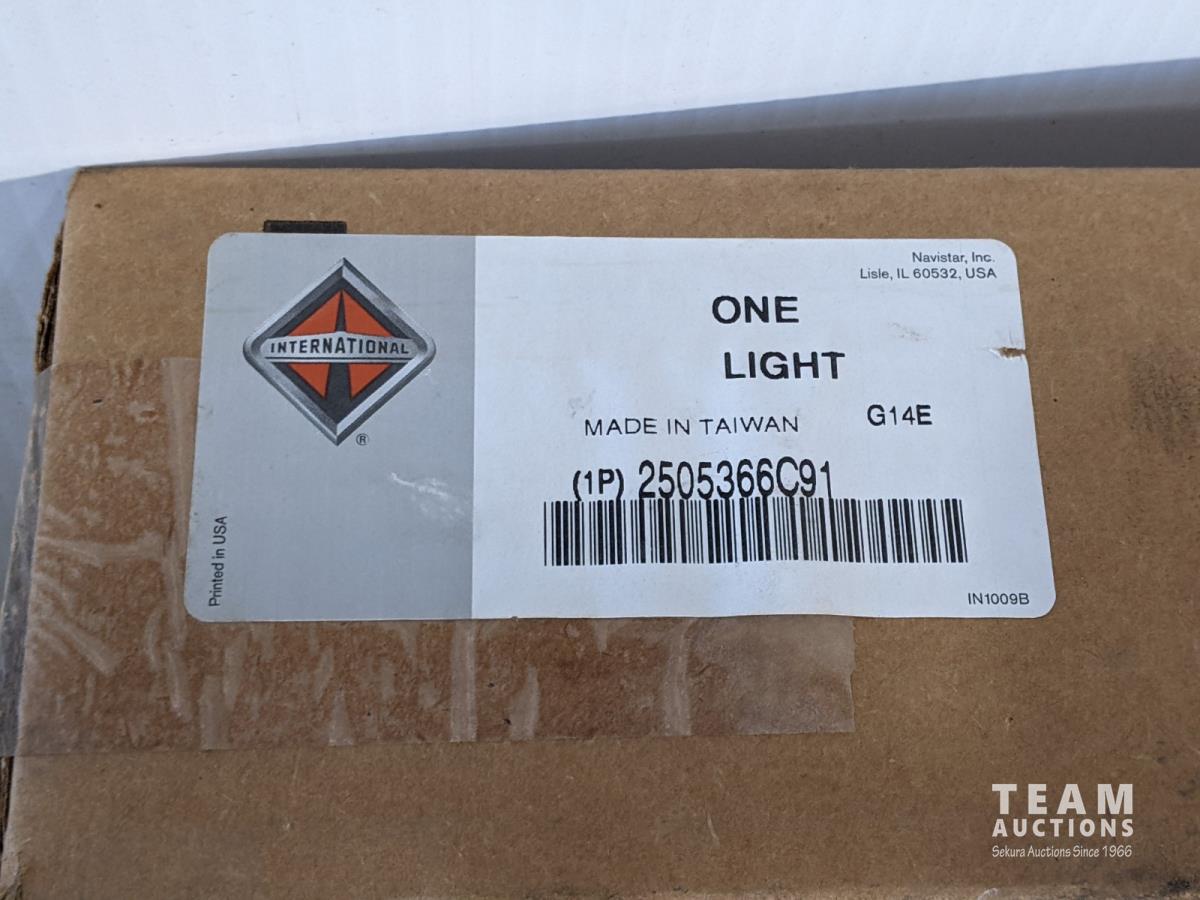 Navistar, Inc.
Lisle, IL 60532, USA
ONE
INTERNATIONAL
®
LIGHT
MADE IN TAIWAN G14E
(1P) 2505366C91
Printed in USA
IN1009B
TEAM
AUCTIONS
Sekura Auctions Since 1966